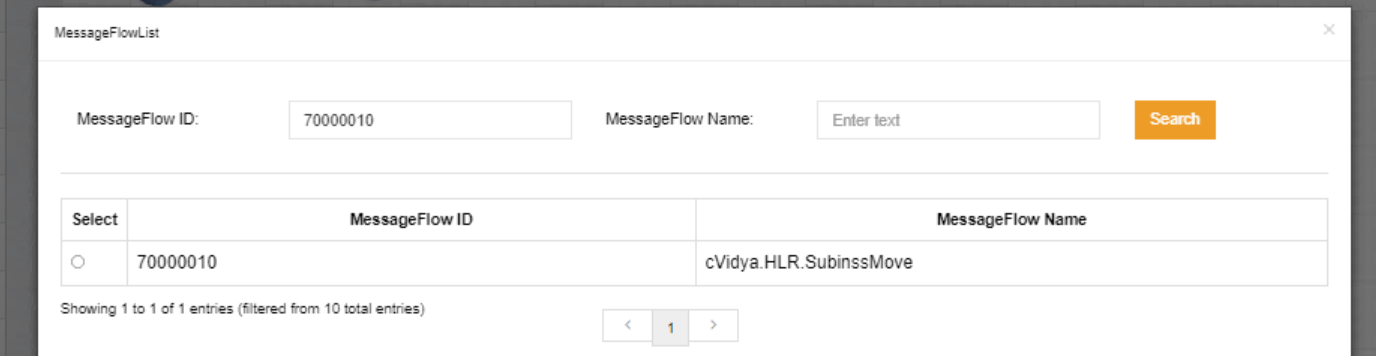 MessageFlowList
×
MessageFlow ID: 70000010 MessageFlow Name: Enter text Search
Select MessageFlow ID MessageFlow Name
70000010 cVidya.HLR.SubinssMove
Showing 1 to 1 of 1 entries (filtered from 10 total entries)
< 1 >